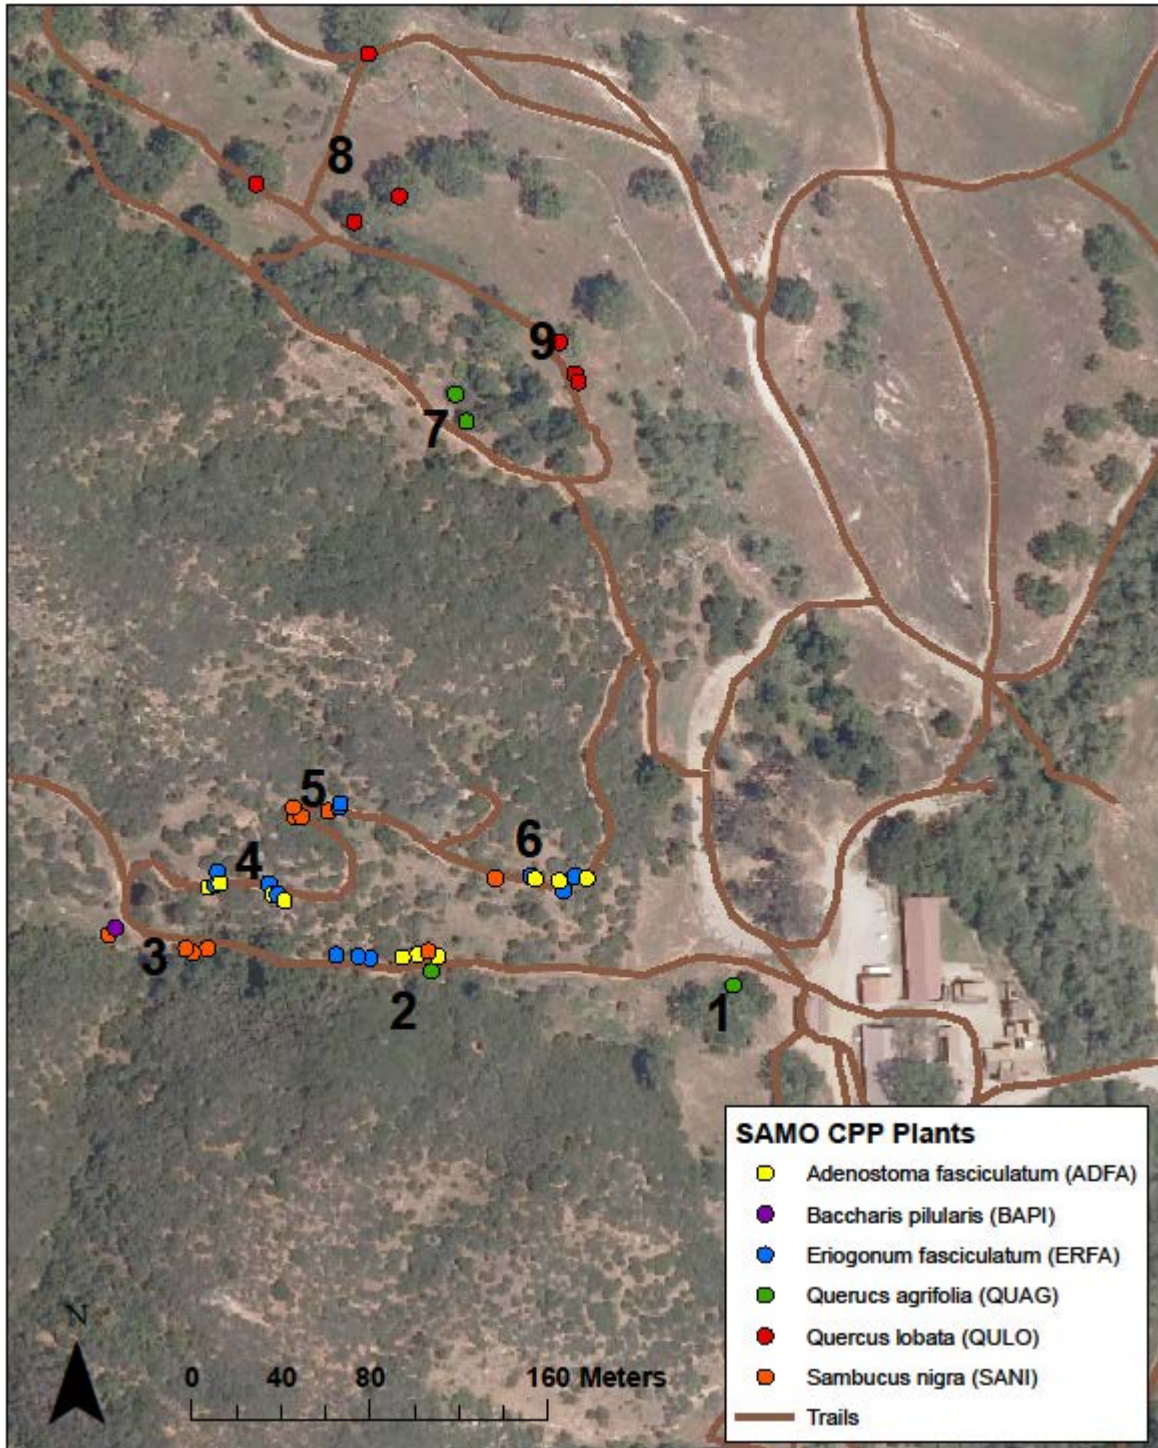 8
9
7
5
6
4
3
2
1
SAMO CPP Plants
Adenostoma fasciculatum (ADFA)
Baccharis pilularis (BAPI)
Eriogonum fasciculatum (ERFA)
Querucs agrifolia (QUAG)
Quercus lobata (QULO)
Sambucus nigra (SANI)
Trails
N
0 40 80 160 Meters